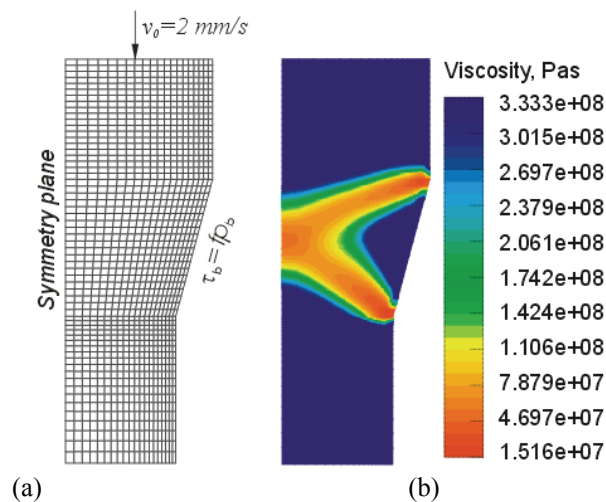 v₀=2 mm/s
Symmetry plane
τ_b = fp_b
Viscosity, Pas
3.333e+08
3.015e+08
2.697e+08
2.379e+08
2.061e+08
1.742e+08
1.424e+08
1.106e+08
7.879e+07
4.697e+07
1.516e+07
(a)
(b)